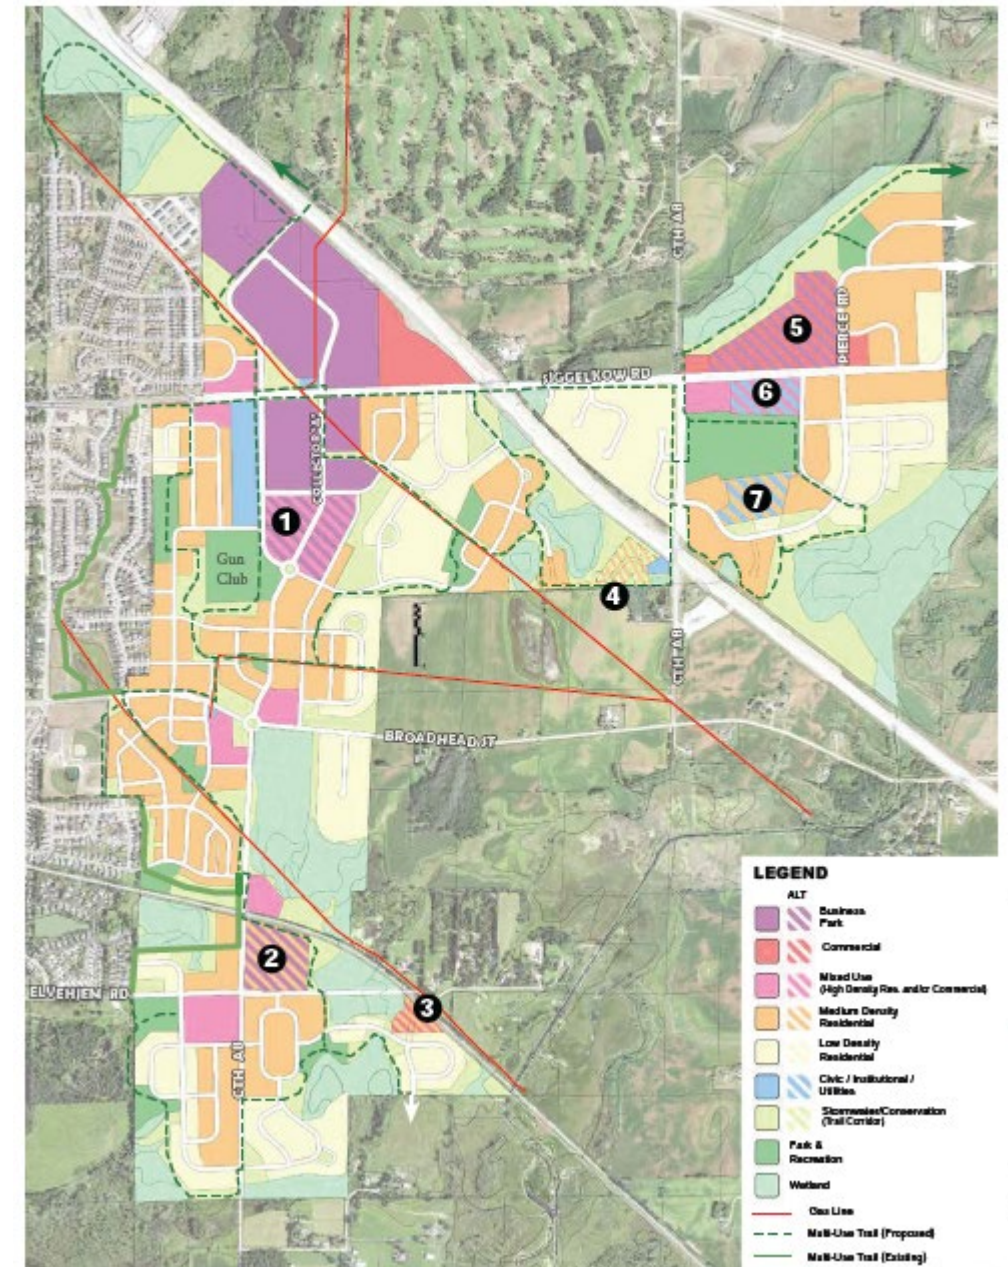 CTH AB
PIERCE RD
5
SIGGELKOW RD
6
COLLECTOR 'A'
7
1
Gun
Club
4
CTH AB
BROADHEAD ST
2
ELVEHJEN RD
3
CTH AB
LEGEND
ALT
Business
Park
Commercial
Mixed Use
(High Density Res. and/or Commercial)
Medium Density
Residential
Low Density
Residential
Civic / Institutional /
Utilities
Stormwater/Conservation
(Trail Corridor)
Park &
Recreation
Wetland
Gas Line
Multi-Use Trail (Proposed)
Multi-Use Trail (Existing)